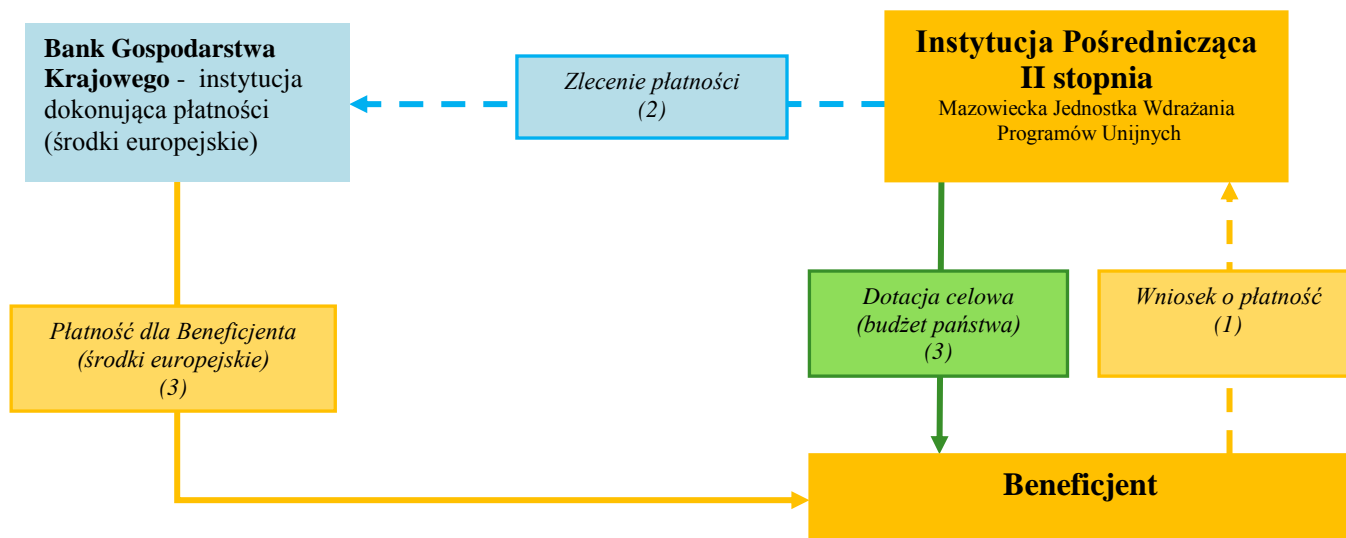 Bank Gospodarstwa
Krajowego - instytucja
dokonująca płatności
(środki europejskie)
Zlecenie płatności
(2)
Instytucja Pośrednicząca
II stopnia
Mazowiecka Jednostka Wdrażania
Programów Unijnych
Płatność dla Beneficjenta
(środki europejskie)
(3)
Dotacja celowa
(budżet państwa)
(3)
Wniosek o płatność
(1)
Beneficjent